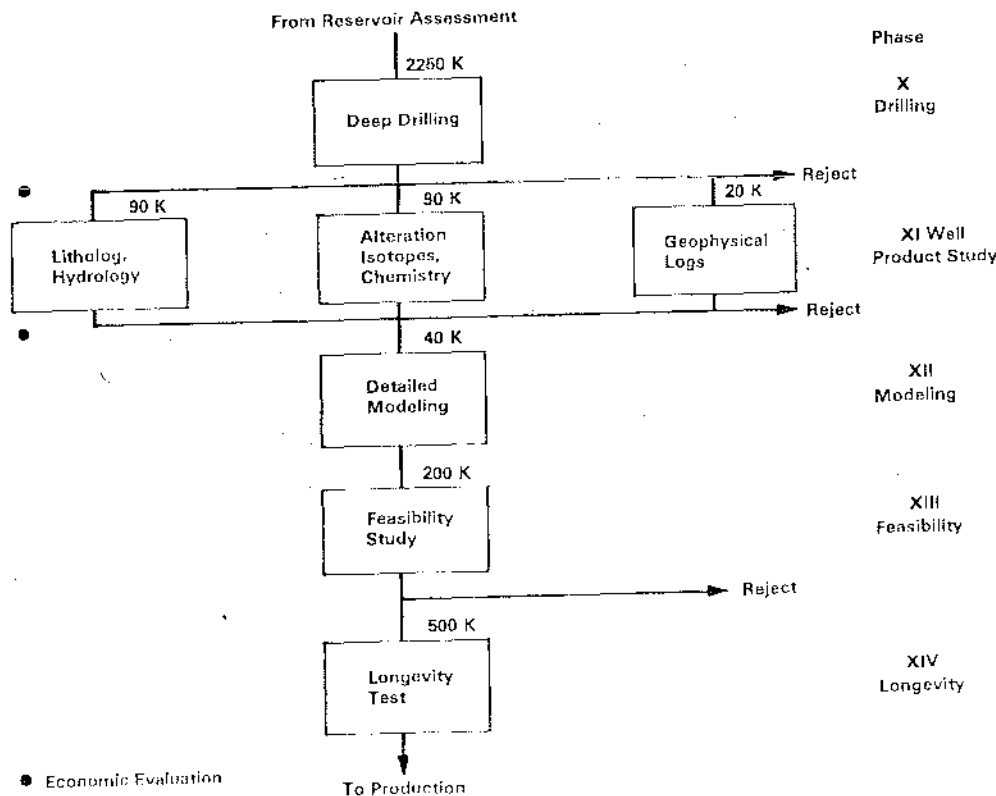 From Reservoir Assessment
Phase
2250 K
X
Drilling
Deep Drilling
Reject
90 K
90 K
20 K
Litholog,
Hydrology
Alteration
Isotopes,
Chemistry
Geophysical
Logs
XI Well
Product Study
Reject
40 K
XII
Modeling
Detailed
Modeling
200 K
XIII
Feasibility
Feasibility
Study
Reject
500 K
XIV
Longevity
Longevity
Test
● Economic Evaluation
To Production